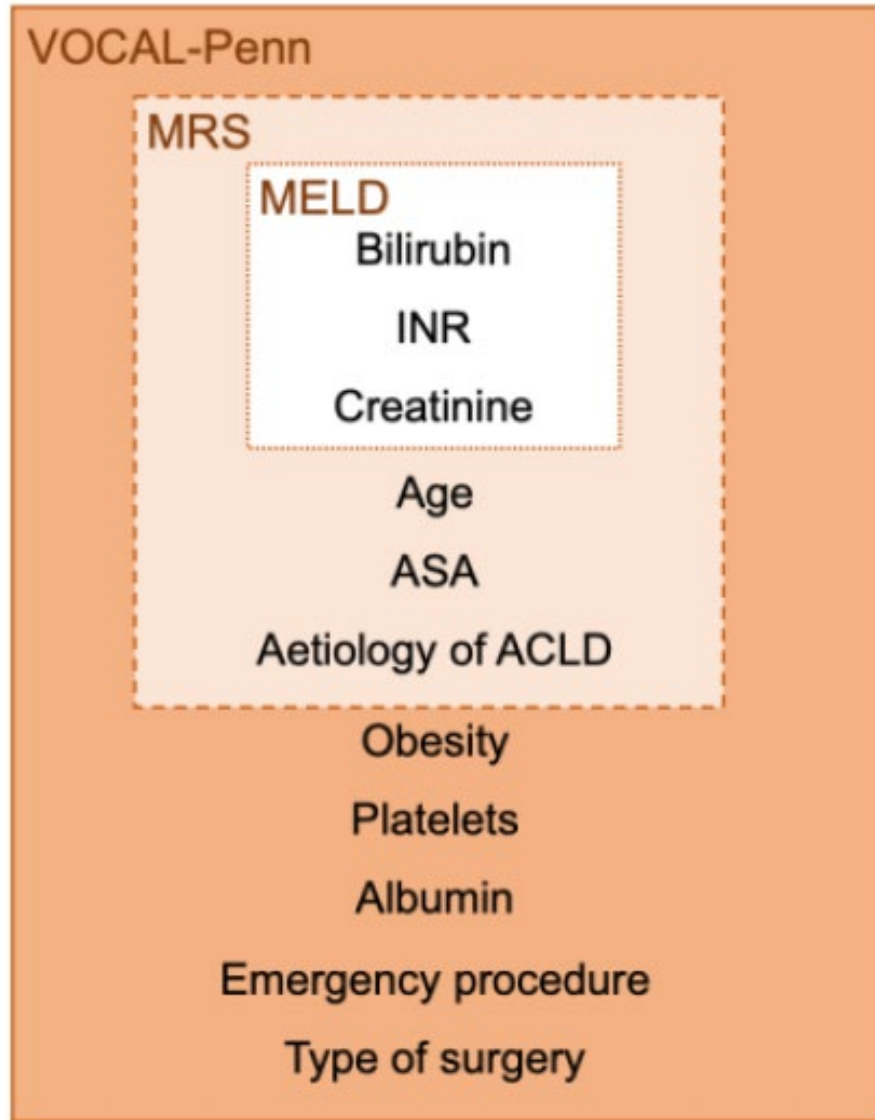 VOCAL-Penn
MRS
MELD
Bilirubin
INR
Creatinine
Age
ASA
Aetiology of ACLD
Obesity
Platelets
Albumin
Emergency procedure
Type of surgery